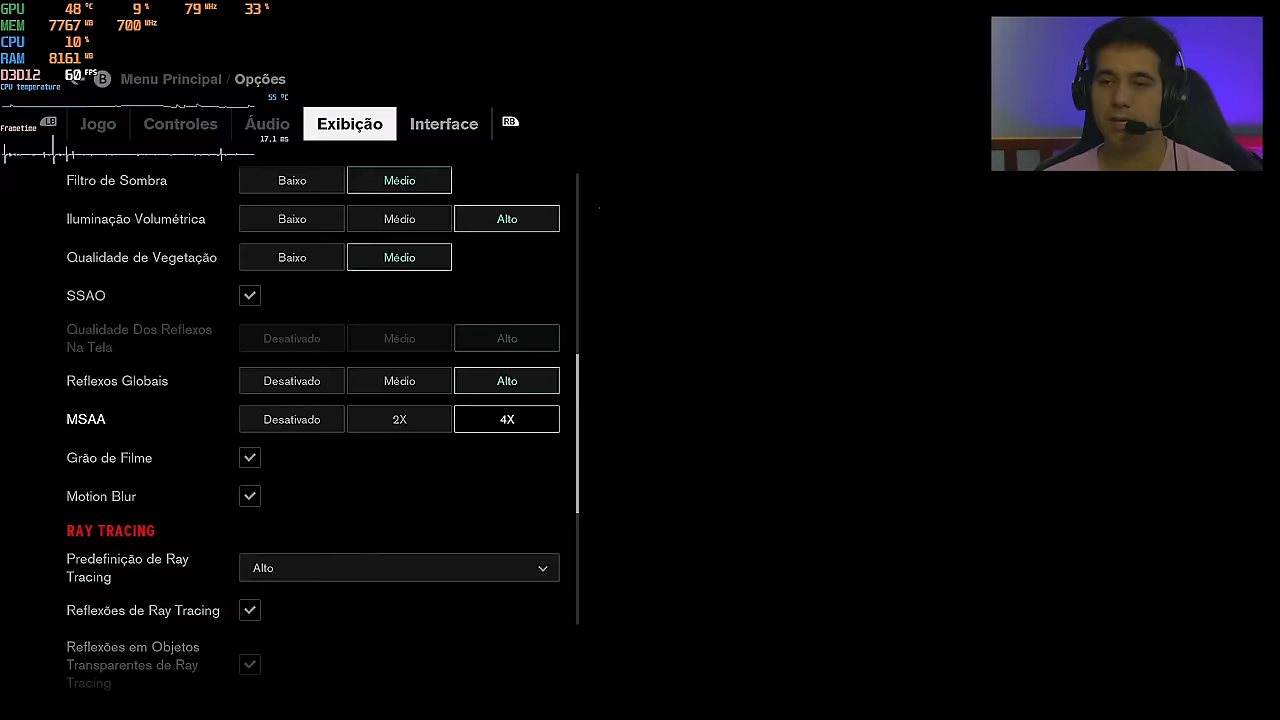 GPU 48 °C 9 % 79 MHz 33 %
MEM 7767 MB 700 MHz
CPU 10 %
RAM 8161 MB
D3D12 60 FPS
B Menu Principal / Opções
CPU temperature
55 °C
Frametime
17.1 ms
LB Jogo Controles Áudio Exibição Interface RB
Filtro de Sombra Baixo Médio
Iluminação Volumétrica Baixo Médio Alto
Qualidade de Vegetação Baixo Médio
SSAO
Qualidade Dos Reflexos
Na Tela Desativado Médio Alto
Reflexos Globais Desativado Médio Alto
MSAA Desativado 2X 4X
Grão de Filme
Motion Blur
RAY TRACING
Predefinição de Ray
Tracing Alto
Reflexões de Ray Tracing
Reflexões em Objetos
Transparentes de Ray
Tracing